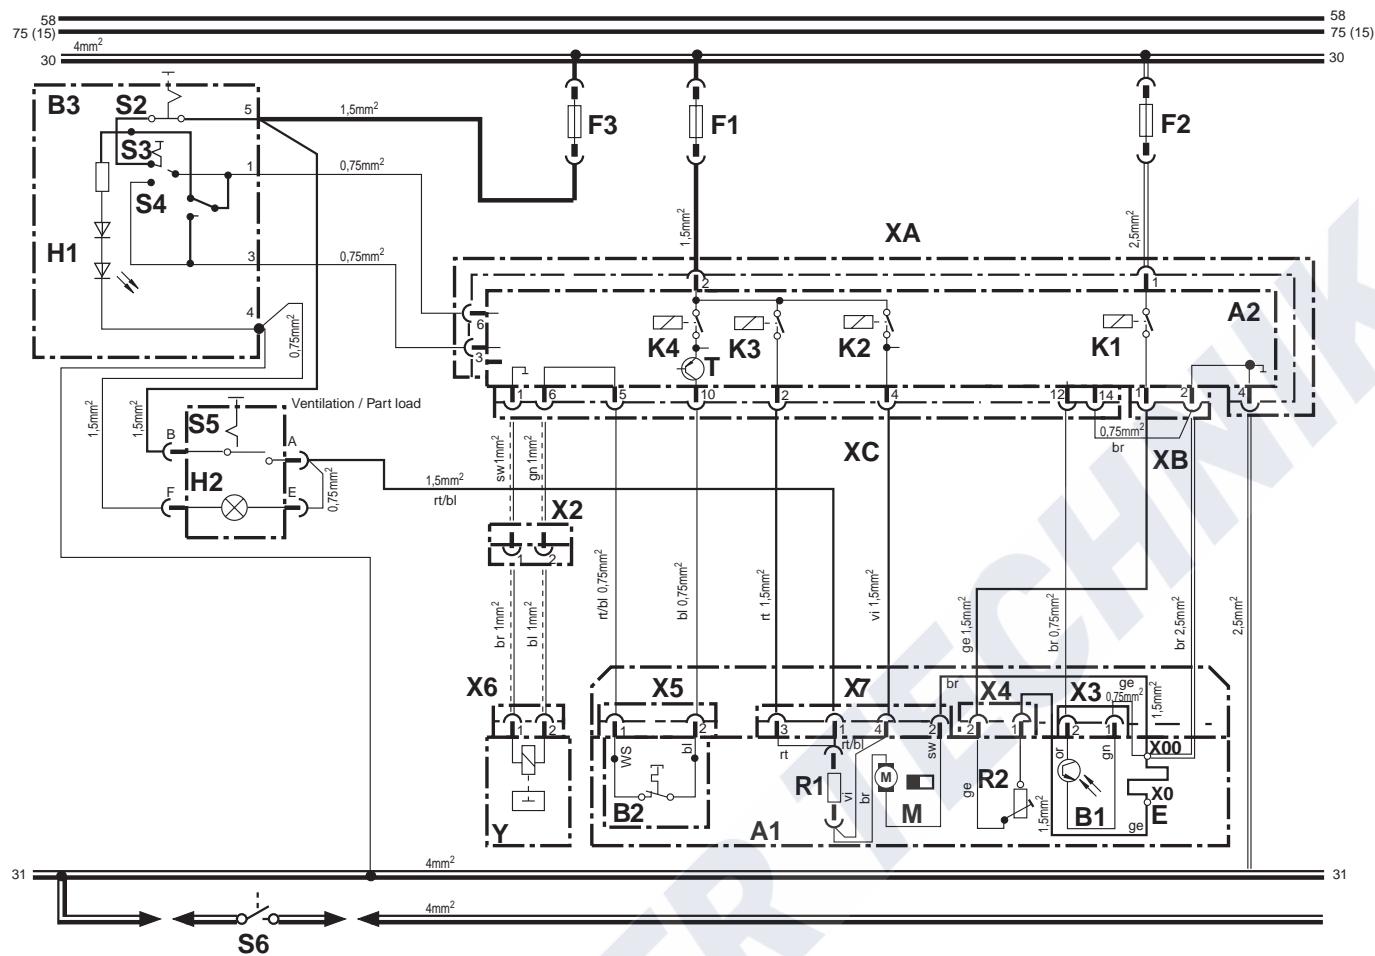 58
58
75 (15)
75 (15)
4mm2
30
30
B3
S2
5
1,5mm2
F3
F1
F2
S3
1
0,75mm2
S4
H1
3
0,75mm2
4
0,75mm2
1,5mm2
2,5mm2
XA
2
1
6
3
A2
K4
K3
K2
K1
T
1
6
5
10
2
4
12
14
1
2
4
Ventilation / Part load
1,5mm2
1,5mm2
S5
B
A
H2
F
E
0,75mm2
1,5mm2
rt/bl
sw 1mm2
gn 1mm2
XC
0,75mm2
br
XB
X2
1
2
br 1mm2
bl 1mm2
rt/bl 0,75mm2
bl 0,75mm2
rt 1,5mm2
vi 1,5mm2
ge 1,5mm2
br 0,75mm2
br 2,5mm2
2,5mm2
X6
X5
X7
br
X4
X3
ge
0,75mm2
1,5mm2
1
2
1
2
3
1
4
2
2
1
2
1
WS
bl
rt
rt/bl
sw
or
gn
X00
R1
vi
br
M
M
ge
R2
1,5mm2
B1
X0
E
ge
Y
B2
A1
31
4mm2
31
4mm2
S6
ER TECHNIK